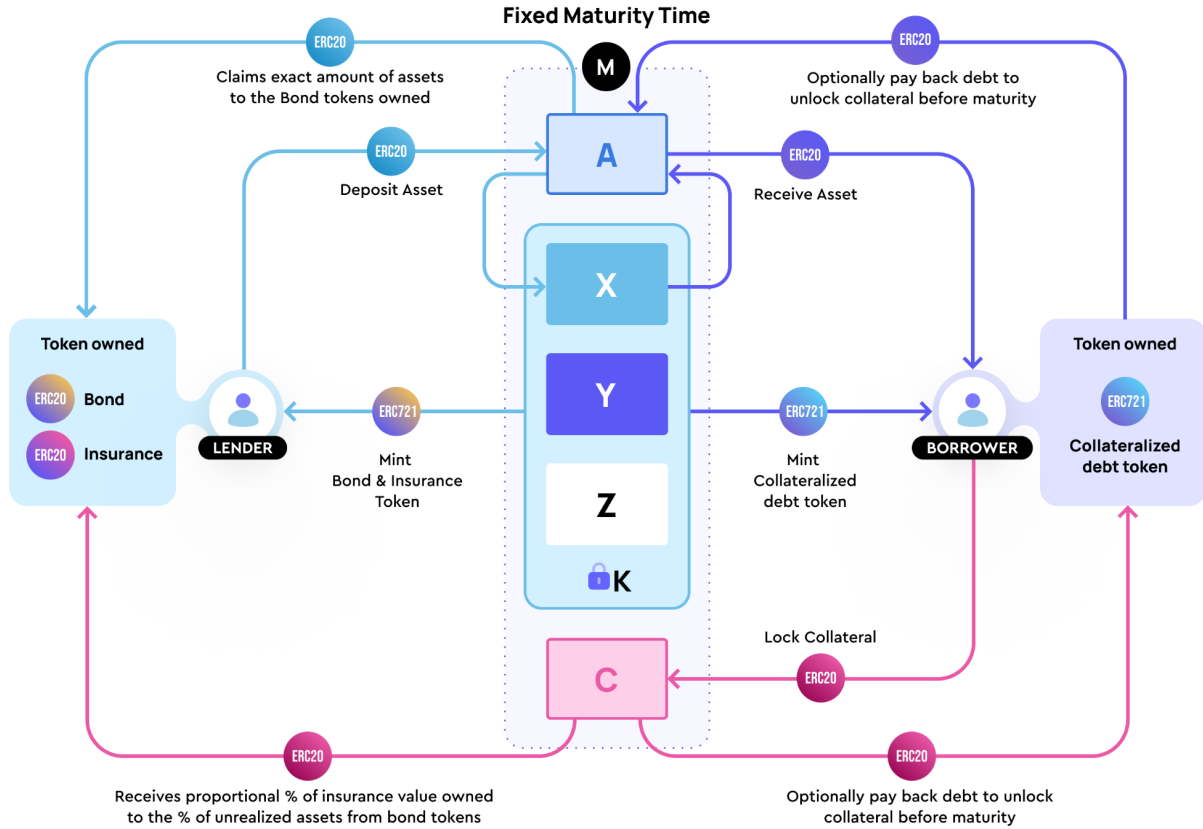 Fixed Maturity Time
M
ERC20
Claims exact amount of assets
to the Bond tokens owned
ERC20
Optionally pay back debt to
unlock collateral before maturity
ERC20
Deposit Asset
A
ERC20
Receive Asset
X
Token owned
ERC20 Bond
ERC20 Insurance
LENDER
ERC721
Mint
Bond & Insurance
Token
Y
ERC721
Mint
Collateralized
debt token
BORROWER
Token owned
ERC721
Collateralized
debt token
Z
K
Lock Collateral
ERC20
C
ERC20
Receives proportional % of insurance value owned
to the % of unrealized assets from bond tokens
ERC20
Optionally pay back debt to unlock
collateral before maturity